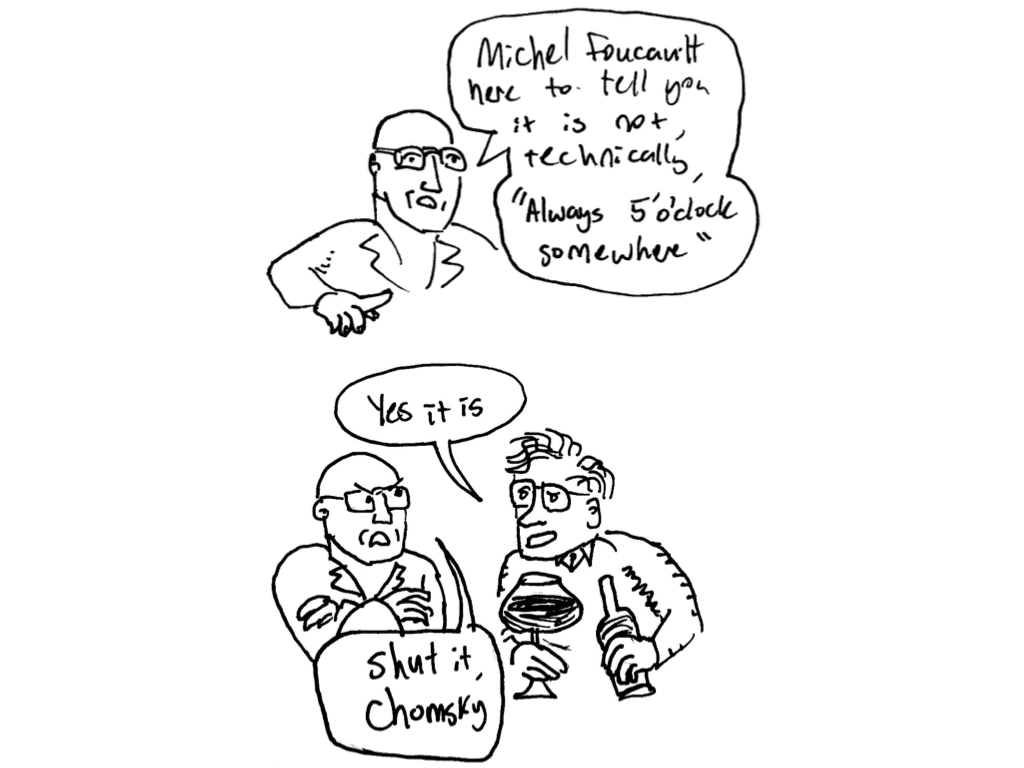 Michel Foucault
here to tell you
it is not,
technically,
"Always 5 o'clock
somewhere"
Yes it is
shut it,
Chomsky